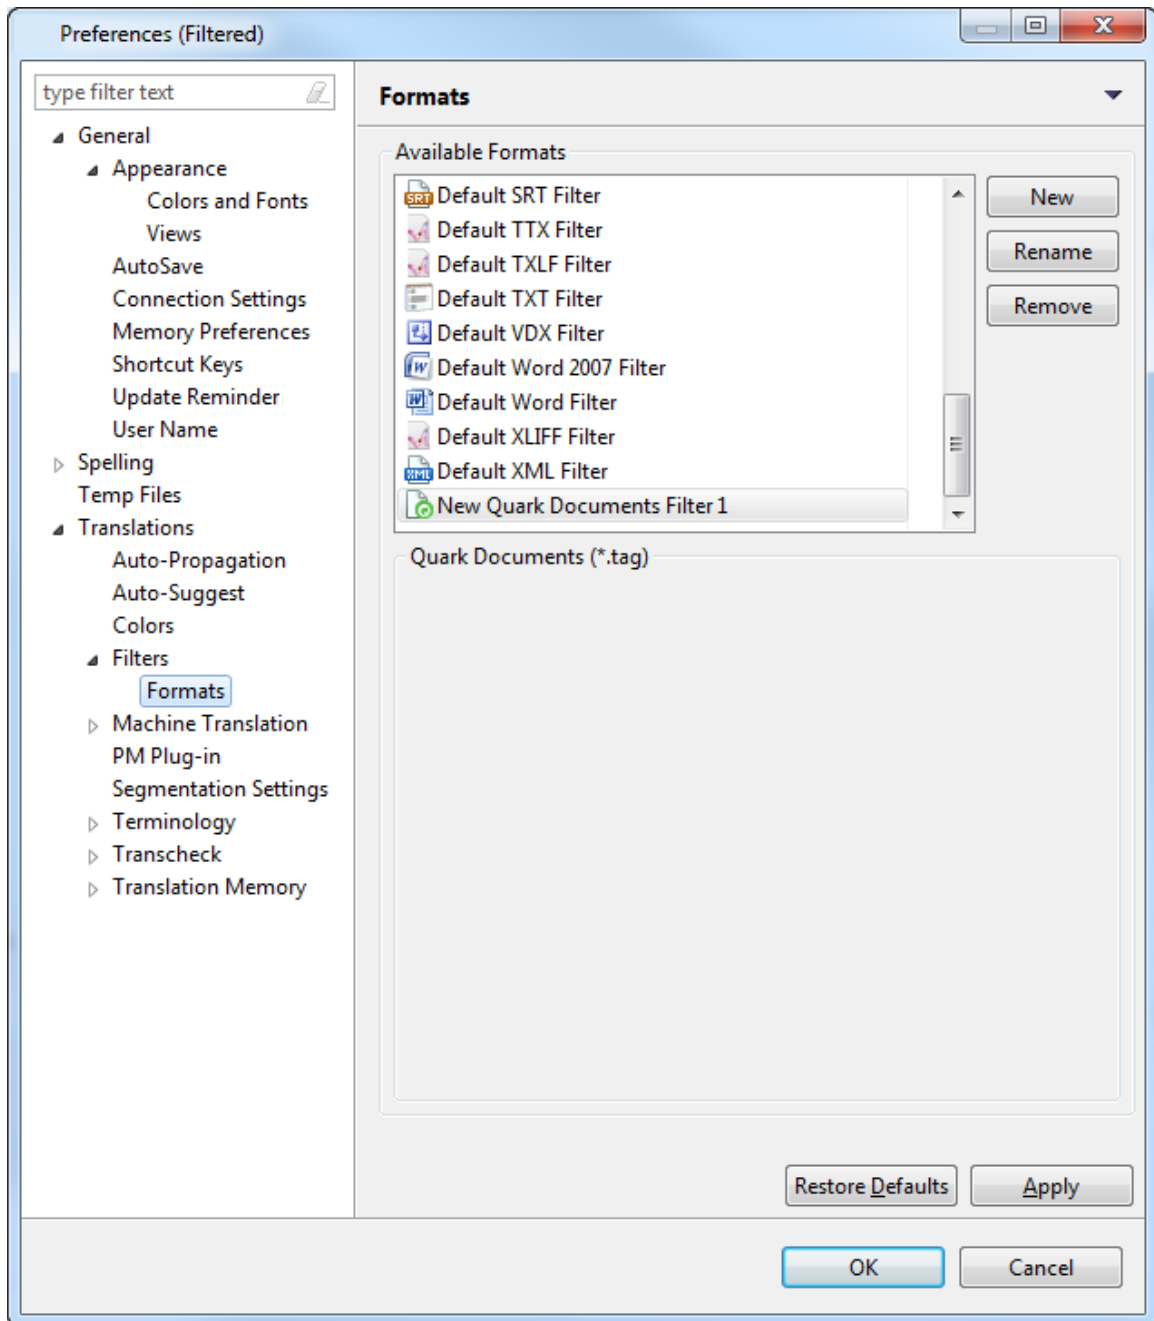 Preferences (Filtered)
type filter text
General
Appearance
Colors and Fonts
Views
AutoSave
Connection Settings
Memory Preferences
Shortcut Keys
Update Reminder
User Name
Spelling
Temp Files
Translations
Auto-Propagation
Auto-Suggest
Colors
Filters
Formats
Machine Translation
PM Plug-in
Segmentation Settings
Terminology
Transcheck
Translation Memory
Formats
Available Formats
SRT Default SRT Filter
Default TTX Filter
Default TXLF Filter
Default TXT Filter
Default VDX Filter
W Default Word 2007 Filter
W Default Word Filter
Default XLIFF Filter
XML Default XML Filter
New Quark Documents Filter 1
New
Rename
Remove
Quark Documents (*.tag)
Restore Defaults
Apply
OK
Cancel